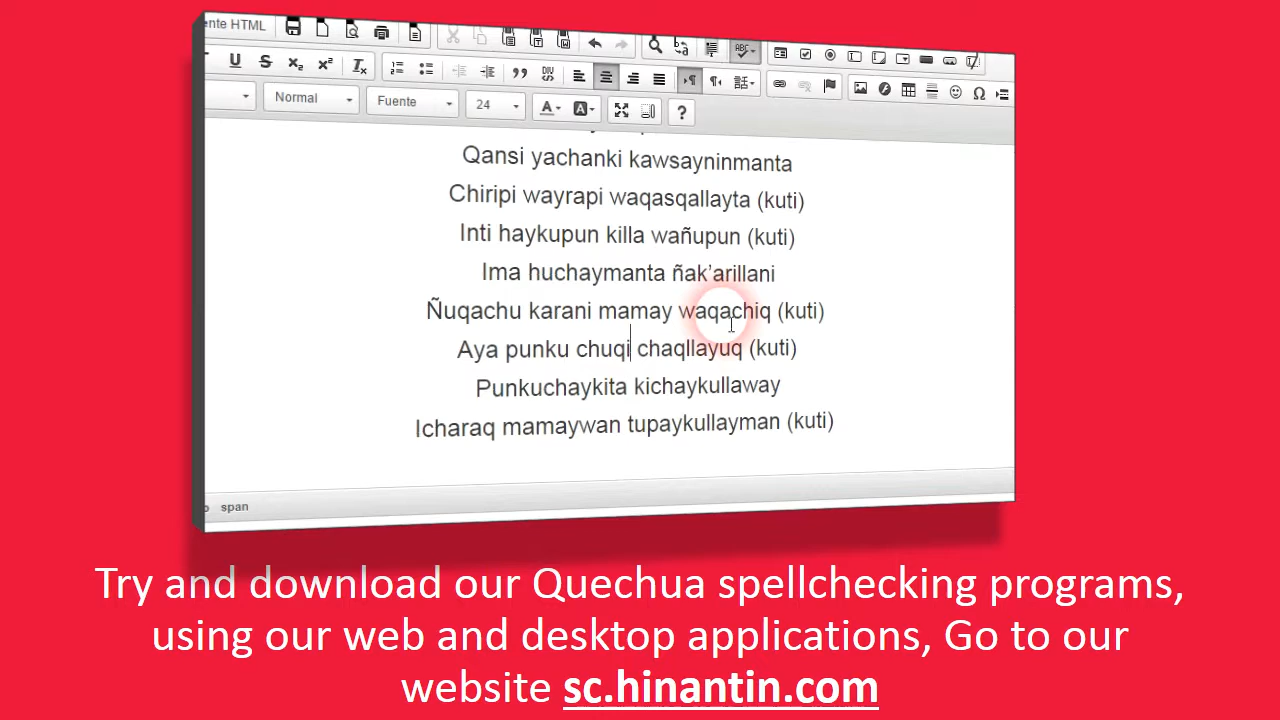 ente HTML
Normal Fuente 24
Qansi yachanki kawsayninmanta
Chiripi wayrapi waqasqallayta (kuti)
Inti haykupun killa wañupun (kuti)
Ima huchaymanta ñak’arillani
Ñuqachu karani mamay waqachiq (kuti)
Aya punku chuqi chaqllayuq (kuti)
Punkuchaykita kichaykullaway
Icharaq mamaywan tupaykullayman (kuti)
span
Try and download our Quechua spellchecking programs,
using our web and desktop applications, Go to our
website sc.hinantin.com